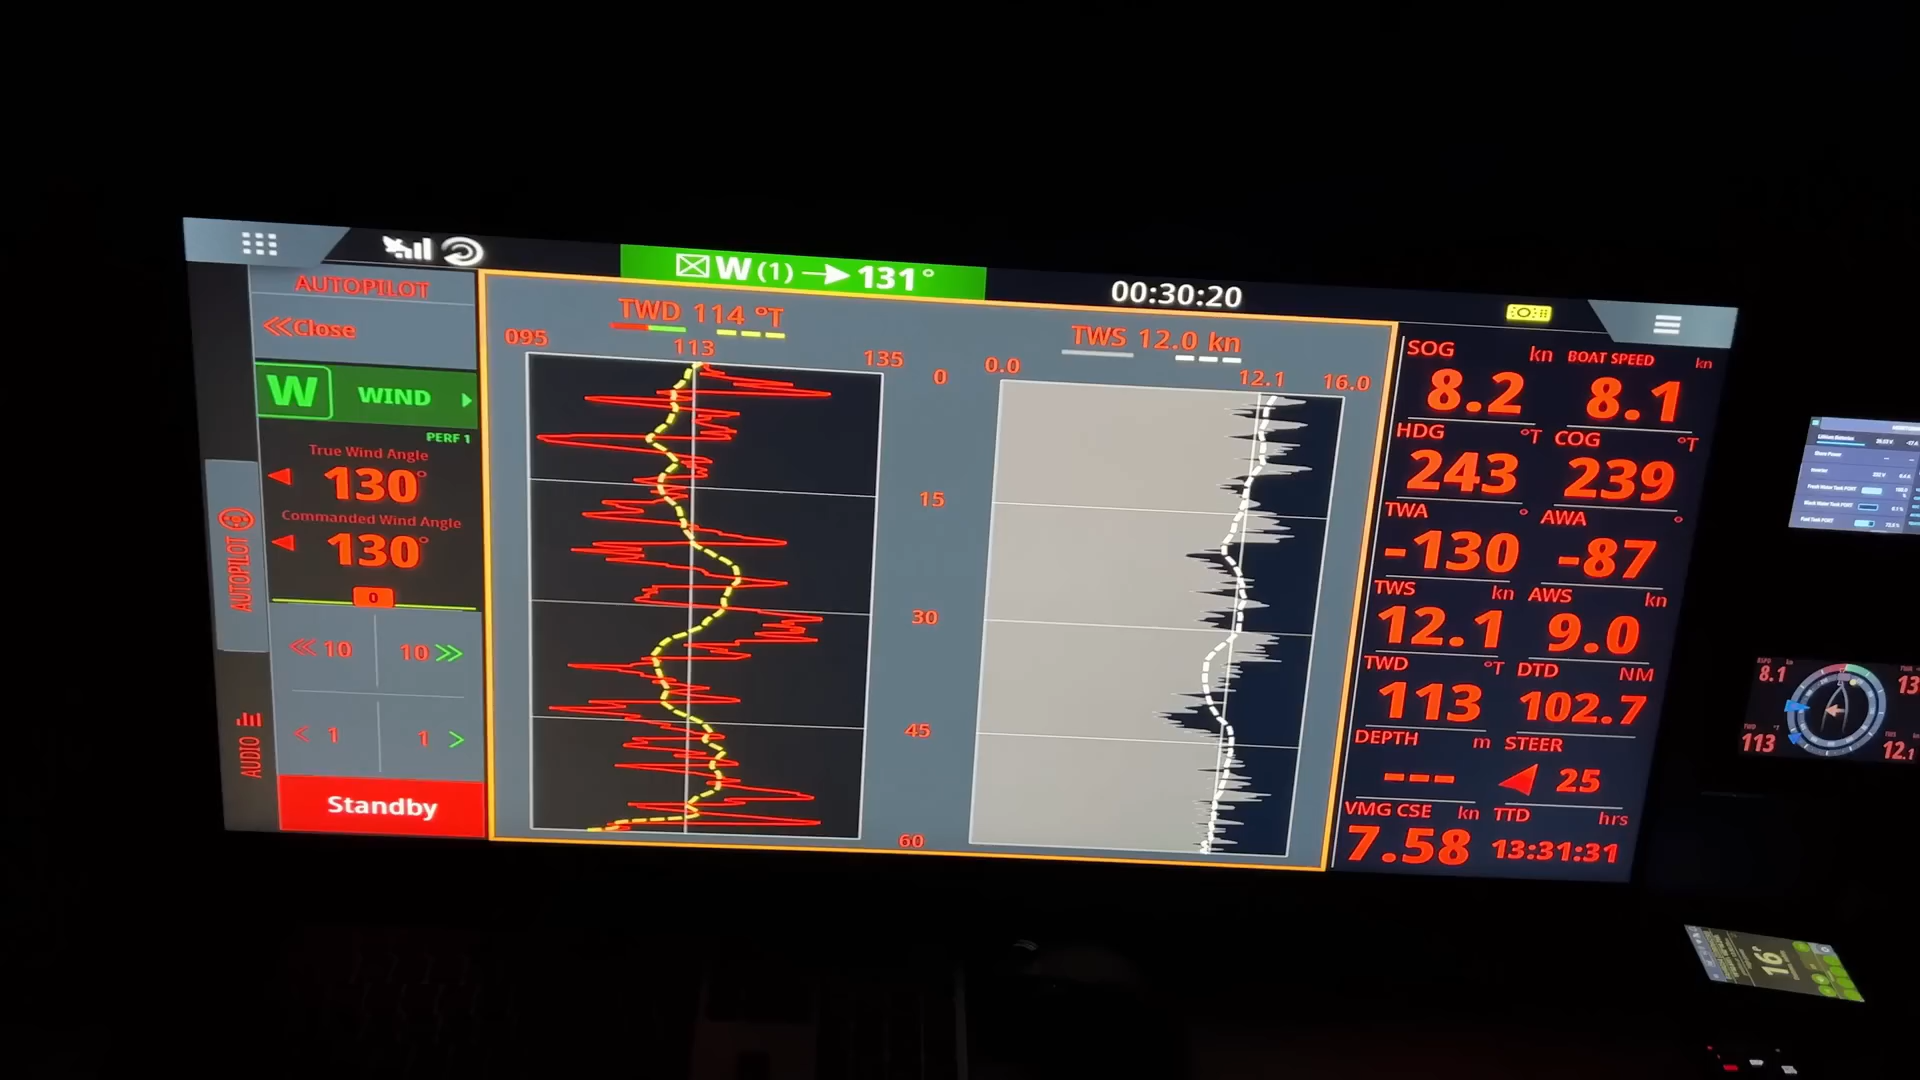 W (1) 131°
00:30:20
AUTOPILOT
Close
W WIND
PERF 1
True Wind Angle
130°
Commanded Wind Angle
130°
0
10 10
1 1
Standby
AUTOPILOT
AUDIO
TWD 114 °T
095 113 135
TWS 12.0 kn
0.0 12.1 16.0
0
15
30
45
60
SOG kn
8.2
BOAT SPEED kn
8.1
HDG °T
243
COG °T
239
TWA °
-130
AWA °
-87
TWS kn
12.1
AWS kn
9.0
TWD °T
113
DTD NM
102.7
DEPTH m
---
STEER
25
VMG CSE kn
7.58
TTD hrs
13:31:31
8.1
113
12.1
16